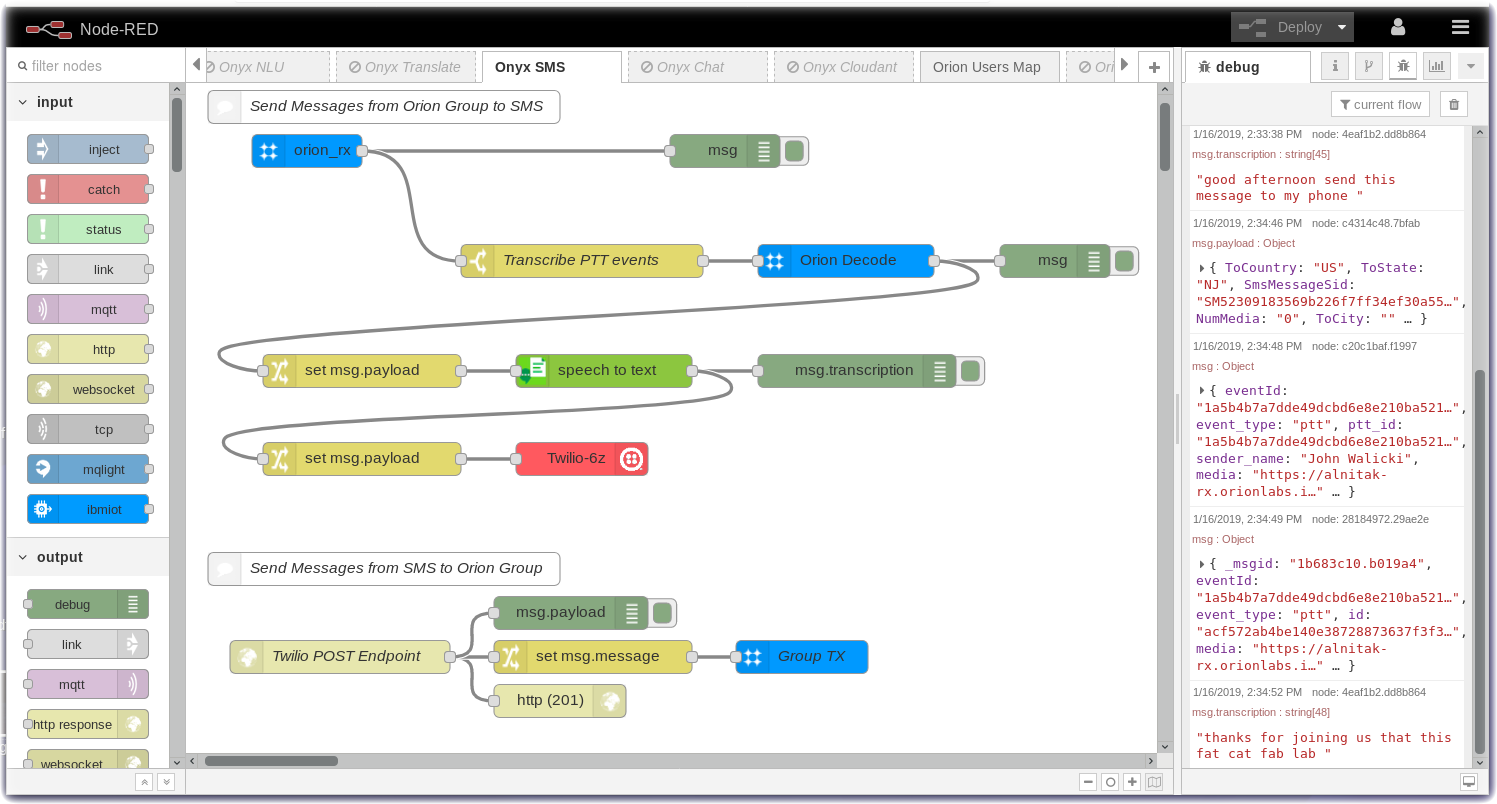 Node-RED
Deploy
filter nodes
Onyx NLU
Onyx Translate
Onyx SMS
Onyx Chat
Onyx Cloudant
Orion Users Map
Ori
debug
current flow
input
inject
catch
status
link
mqtt
http
websocket
tcp
mqlight
ibmiot
output
debug
link
mqtt
http response
websocket
Send Messages from Orion Group to SMS
orion_rx
msg
Transcribe PTT events
Orion Decode
msg
set msg.payload
speech to text
msg.transcription
set msg.payload
Twilio-6z
Send Messages from SMS to Orion Group
msg.payload
Twilio POST Endpoint
set msg.message
Group TX
http (201)
1/16/2019, 2:33:38 PM node: 4eaf1b2.dd8b864
msg.transcription : string[45]
"good afternoon send this
message to my phone "
1/16/2019, 2:34:46 PM node: c4314c48.7bfab
msg.payload : Object
{ ToCountry: "US", ToState:
"NJ", SmsMessageSid:
"SM52309183569b226f7ff34ef30a55…",
NumMedia: "0", ToCity: "" … }
1/16/2019, 2:34:48 PM node: c20c1baf.f1997
msg : Object
{ eventId:
"1a5b4b7a7dde49dcbd6e8e210ba521…",
event_type: "ptt", ptt_id:
"1a5b4b7a7dde49dcbd6e8e210ba521…",
sender_name: "John Walicki",
media: "https://alnitak-
rx.orionlabs.i…" … }
1/16/2019, 2:34:49 PM node: 28184972.29ae2e
msg : Object
{ _msgid: "1b683c10.b019a4",
eventId:
"1a5b4b7a7dde49dcbd6e8e210ba521…",
event_type: "ptt", id:
"acf572ab4be140e38728873637f3f3…",
media: "https://alnitak-
rx.orionlabs.i…" … }
1/16/2019, 2:34:52 PM node: 4eaf1b2.dd8b864
msg.transcription : string[48]
"thanks for joining us that this
fat cat fab lab "